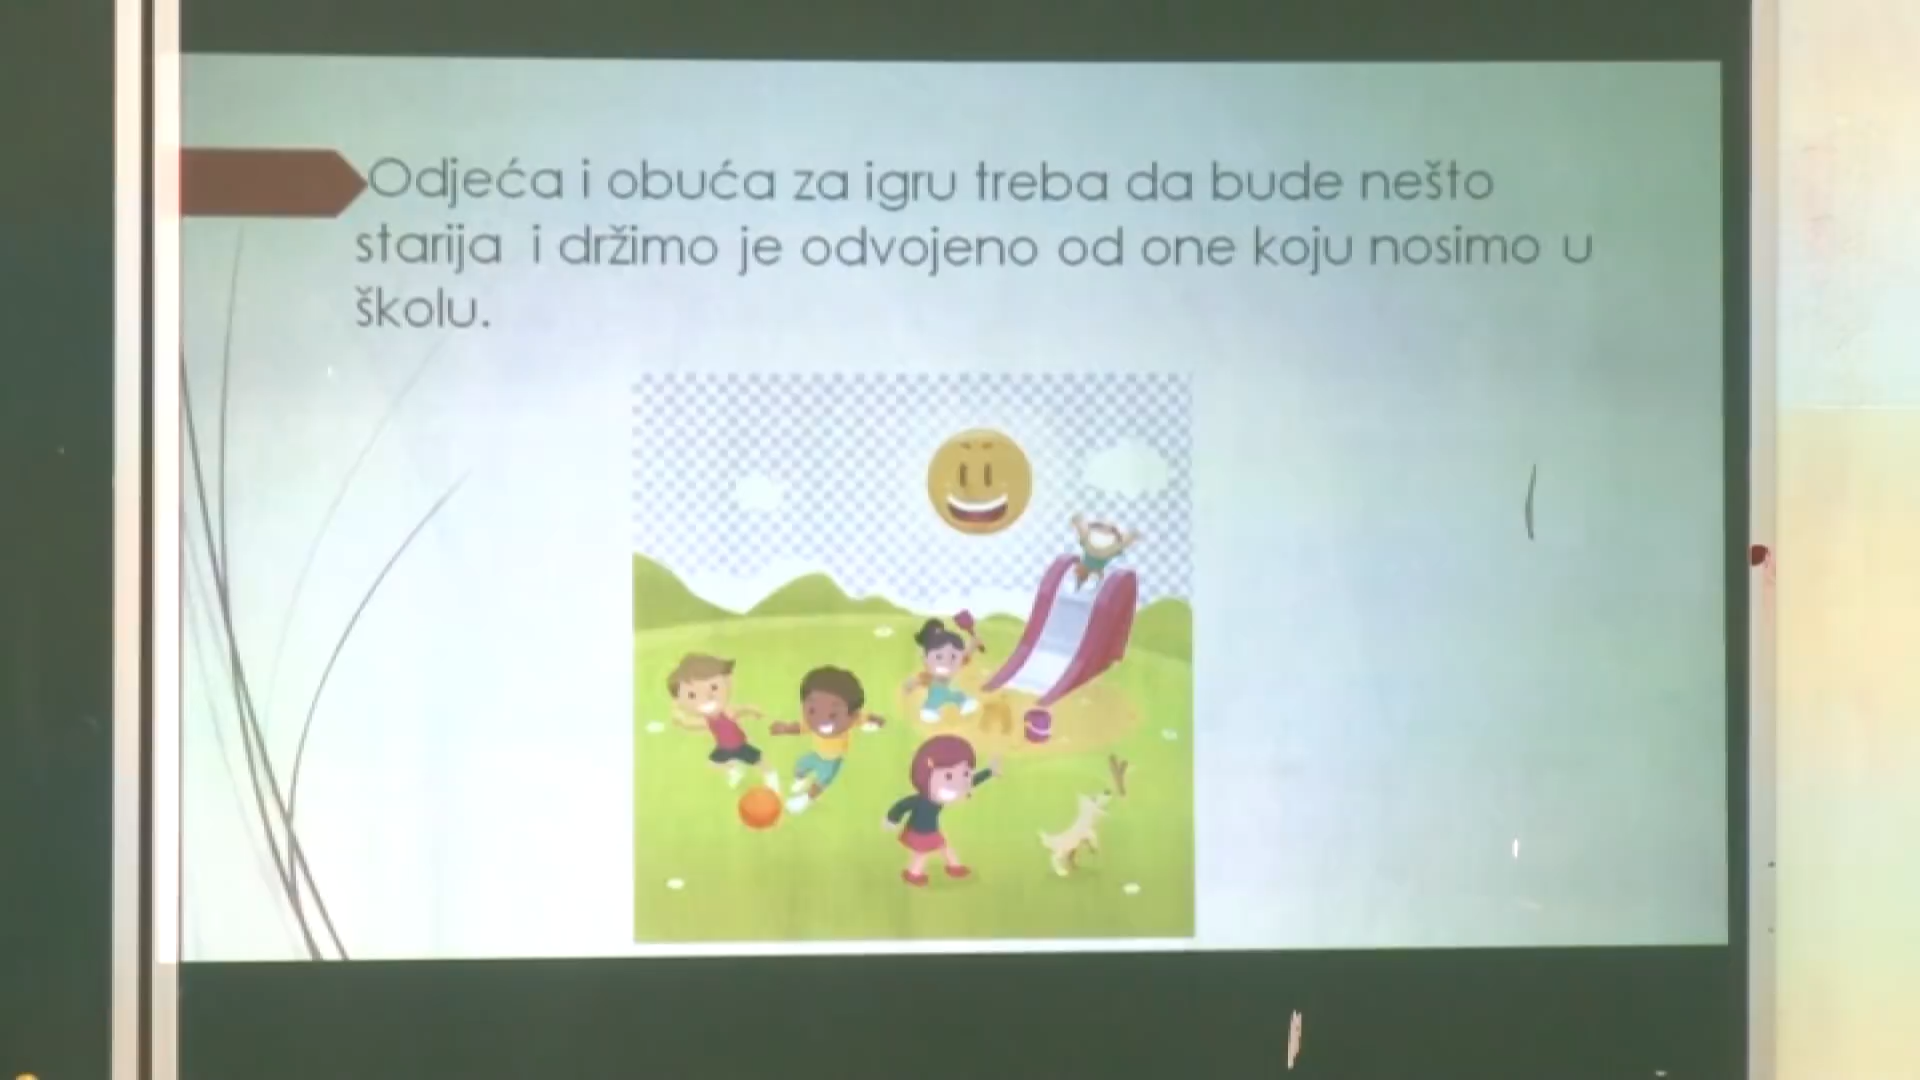 Odjeća i obuća za igru treba da bude nešto
starija i držimo je odvojeno od one koju nosimo u
školu.